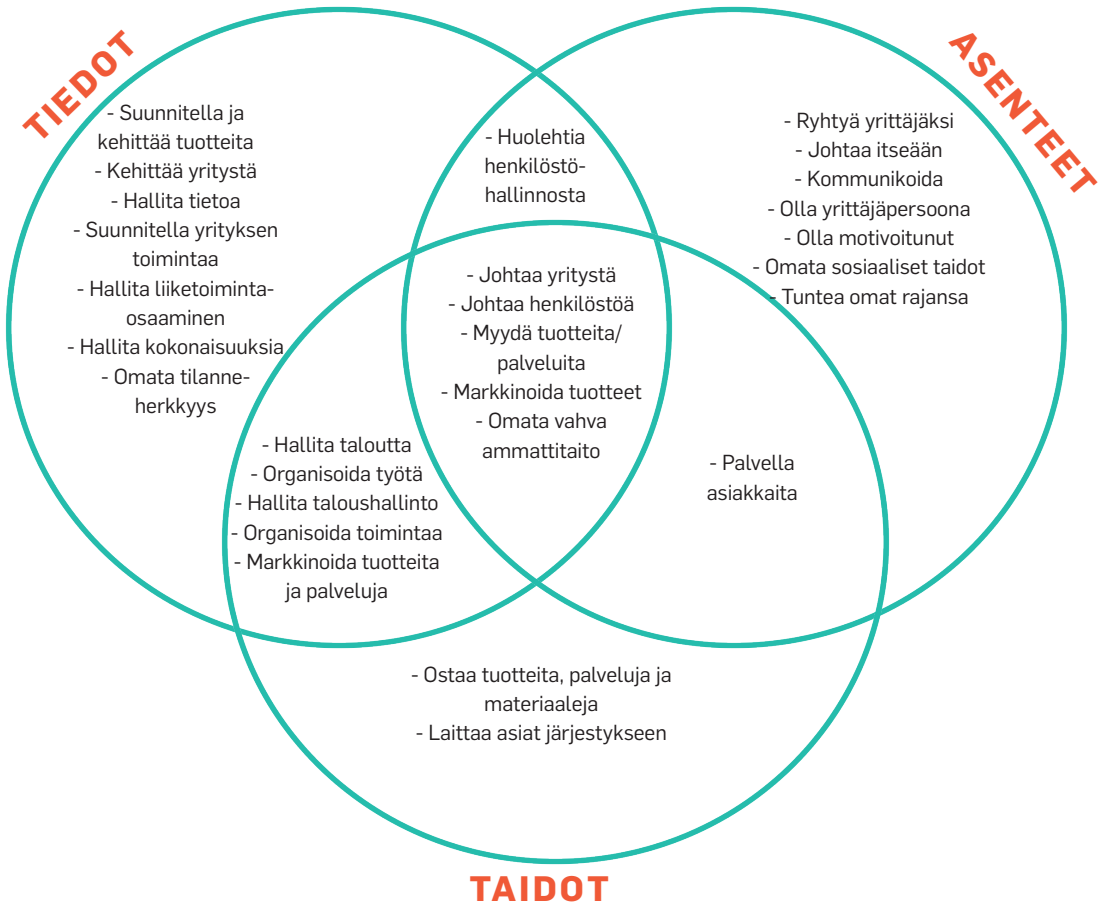 TIEDOT
- Suunnitella ja
kehittää tuotteita
- Kehittää yritystä
- Hallita tietoa
- Suunnitella yrityksen
toimintaa
- Hallita liiketoiminta-
osaaminen
- Hallita kokonaisuuksia
- Omata tilanne-
herkkyys
- Huolehtia
henkilöstö-
hallinnosta
ASENTEET
- Ryhtyä yrittäjäksi
- Johtaa itseään
- Kommunikoida
- Olla yrittäjäpersoona
- Olla motivoitunut
- Omata sosiaaliset taidot
- Tuntea omat rajansa
- Johtaa yritystä
- Johtaa henkilöstöä
- Myydä tuotteita/
palveluita
- Markkinoida tuotteet
- Omata vahva
ammattitaito
- Hallita taloutta
- Organisoida työtä
- Hallita taloushallinto
- Organisoida toimintaa
- Markkinoida tuotteita
ja palveluja
- Palvella
asiakkaita
- Ostaa tuotteita, palveluja ja
materiaaleja
- Laittaa asiat järjestykseen
TAIDOT